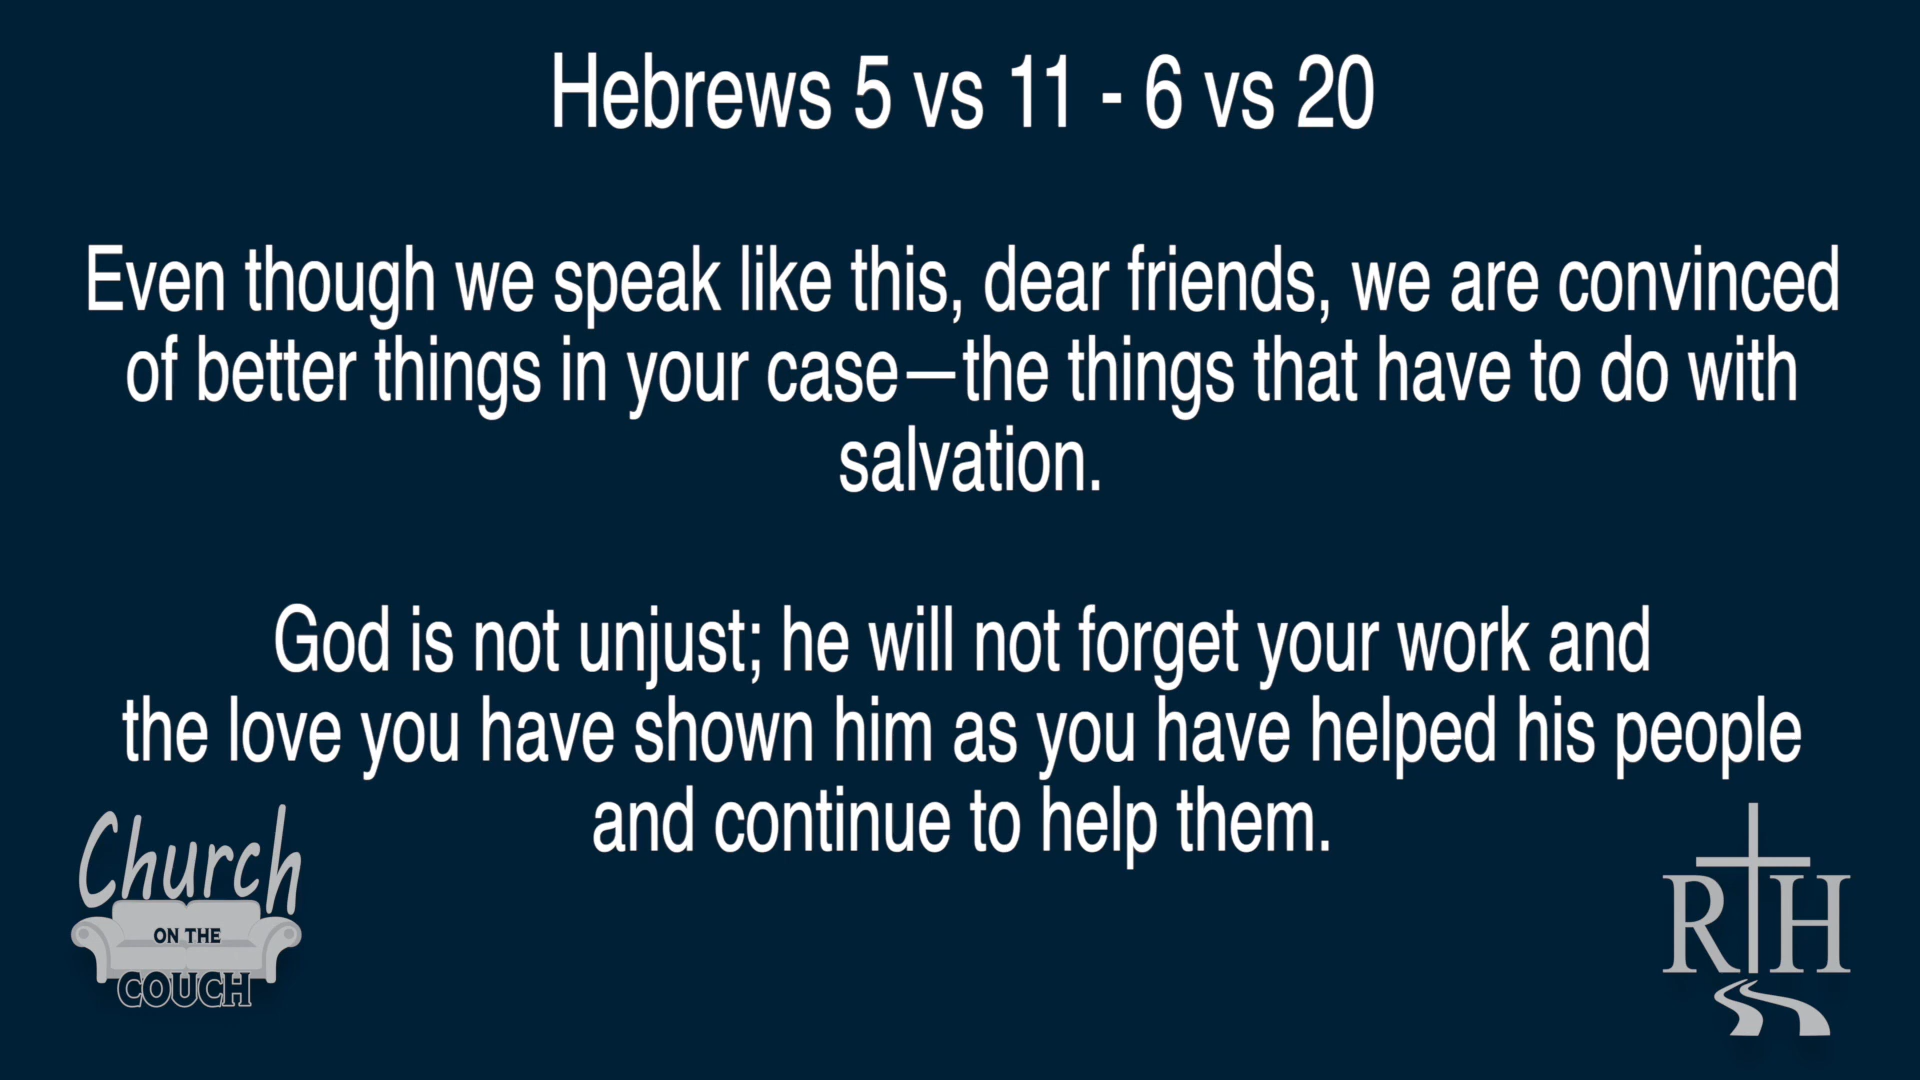 Hebrews 5 vs 11 - 6 vs 20
Even though we speak like this, dear friends, we are convinced
of better things in your case—the things that have to do with
salvation.
God is not unjust; he will not forget your work and
the love you have shown him as you have helped his people
and continue to help them.
Church
ON THE
COUCH
RTH